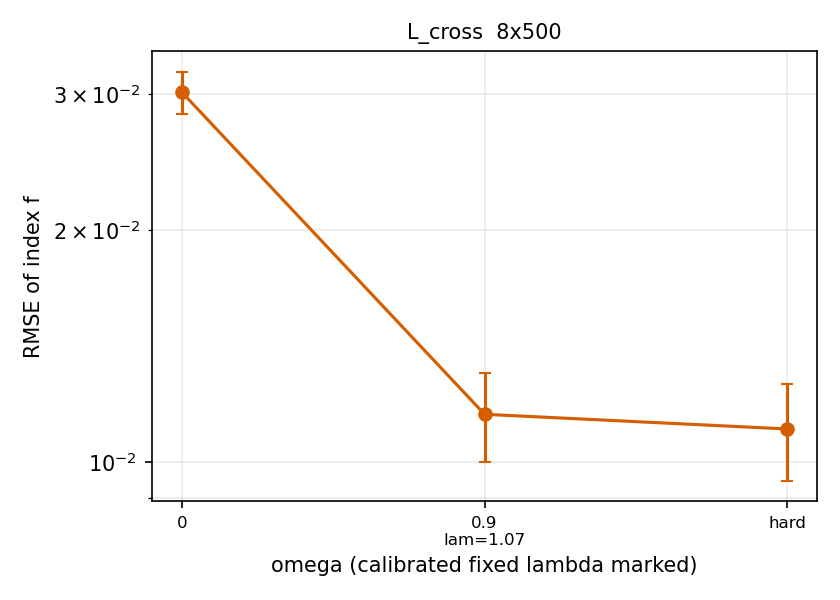 L_cross  8x500
RMSE of index f
3 × 10⁻²
2 × 10⁻²
10⁻²
0
0.9
hard
lam=1.07
omega (calibrated fixed lambda marked)